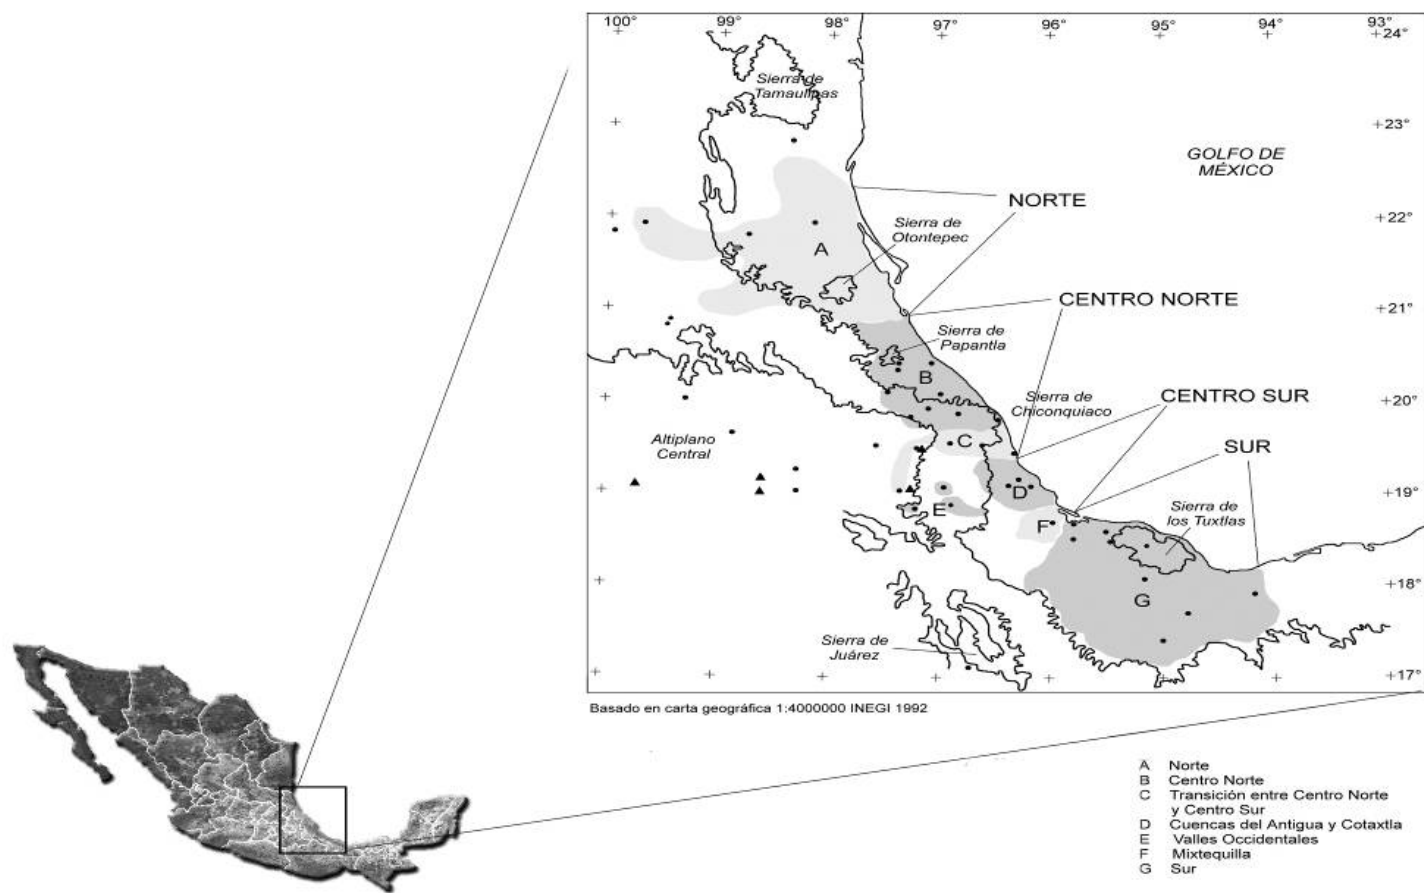 100° 99° 98° 97° 96° 95° 94° 93°
24°
Sierra de
Tamaulipas
23°
GOLFO DE
MÉXICO
NORTE
22°
Sierra de
Otontepec
A
CENTRO NORTE
21°
Sierra de
Papantla
B
CENTRO SUR
20°
Sierra de
Chiconquiaco
Altiplano
Central
C
SUR
19°
D
E
F
Sierra de
los Tuxtlas
18°
G
Sierra de
Juárez
17°
Basado en carta geográfica 1:4000000 INEGI 1992
A Norte
B Centro Norte
C Transición entre Centro Norte
y Centro Sur
D Cuencas del Antigua y Cotaxtla
E Valles Occidentales
F Mixtequilla
G Sur